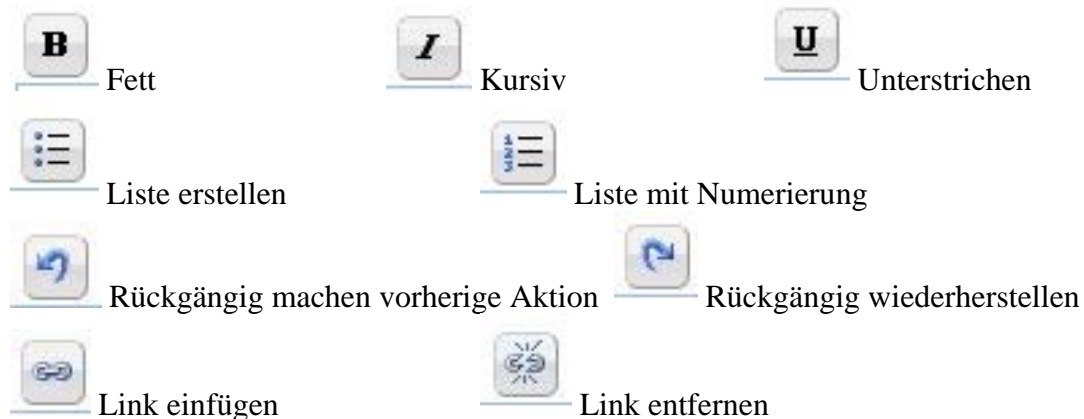 B Fett I Kursiv U Unterstrichen
Liste erstellen Liste mit Numerierung
Rückgängig machen vorherige Aktion Rückgängig wiederherstellen
Link einfügen Link entfernen